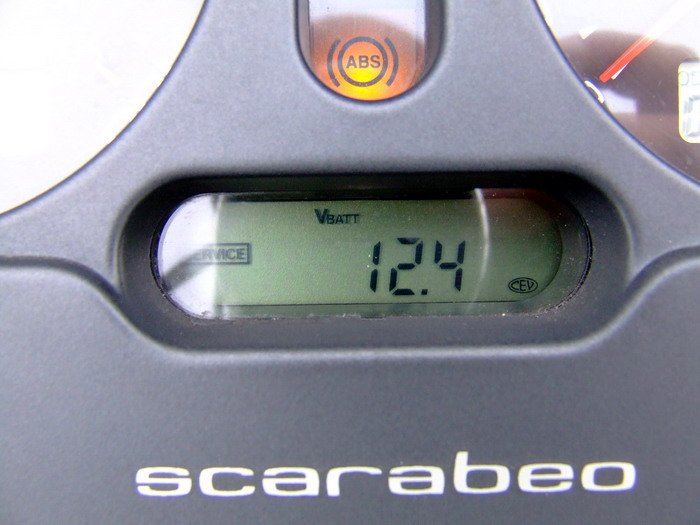 ABS
VBATT
SERVICE
12.4
CEV
scarabeo